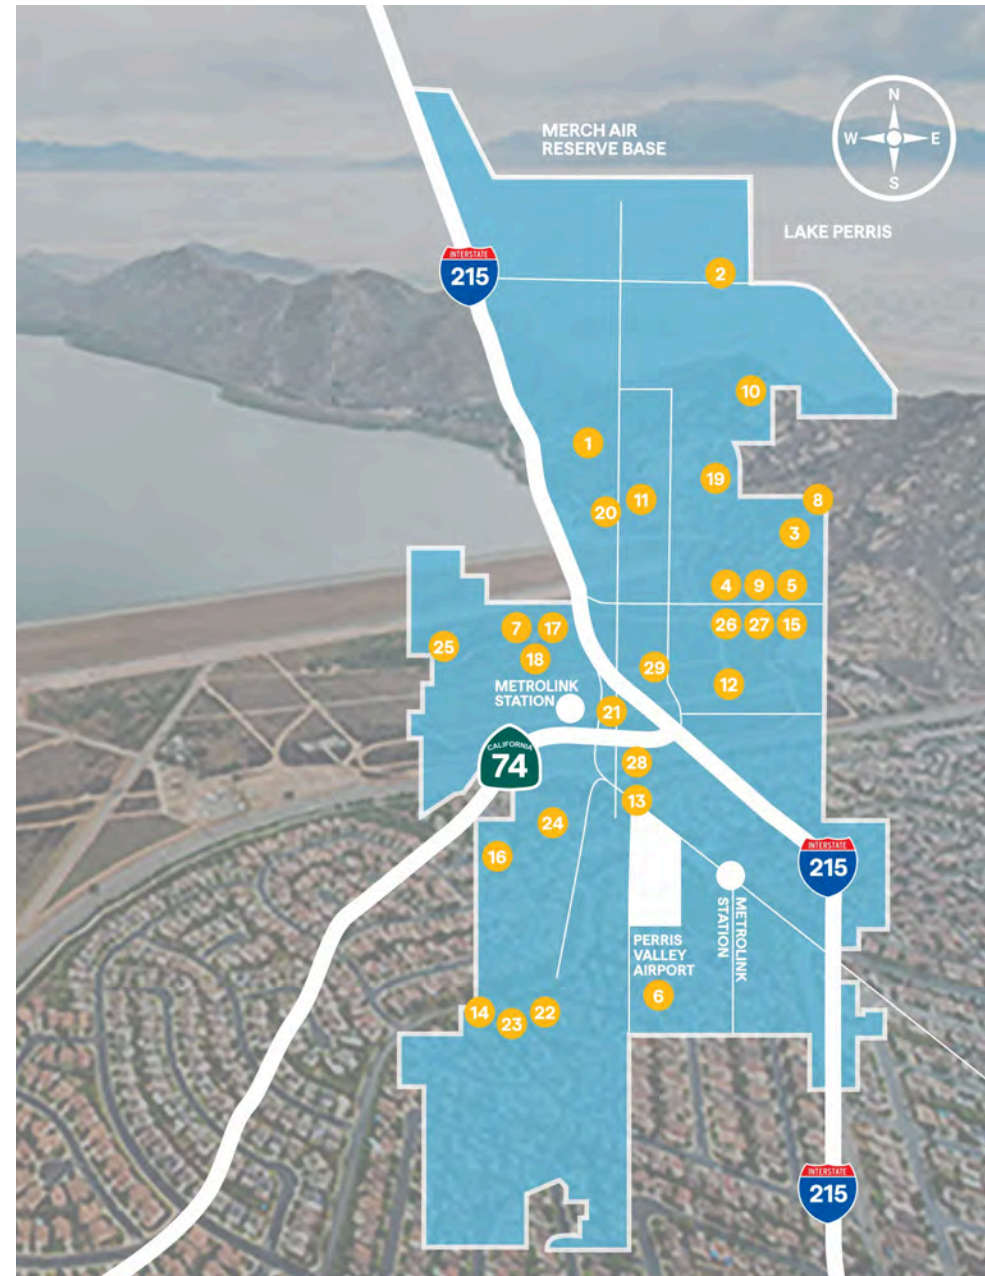 N
W
E
S
MERCH AIR
RESERVE BASE
LAKE PERRIS
INTERSTATE
215
2
10
1
19
11
20
8
3
4
9
5
26
27
15
7
17
18
25
29
12
METROLINK
STATION
21
CALIFORNIA
74
28
13
24
16
INTERSTATE
215
METROLINK
STATION
PERRIS
VALLEY
AIRPORT
6
14
23
22
INTERSTATE
215